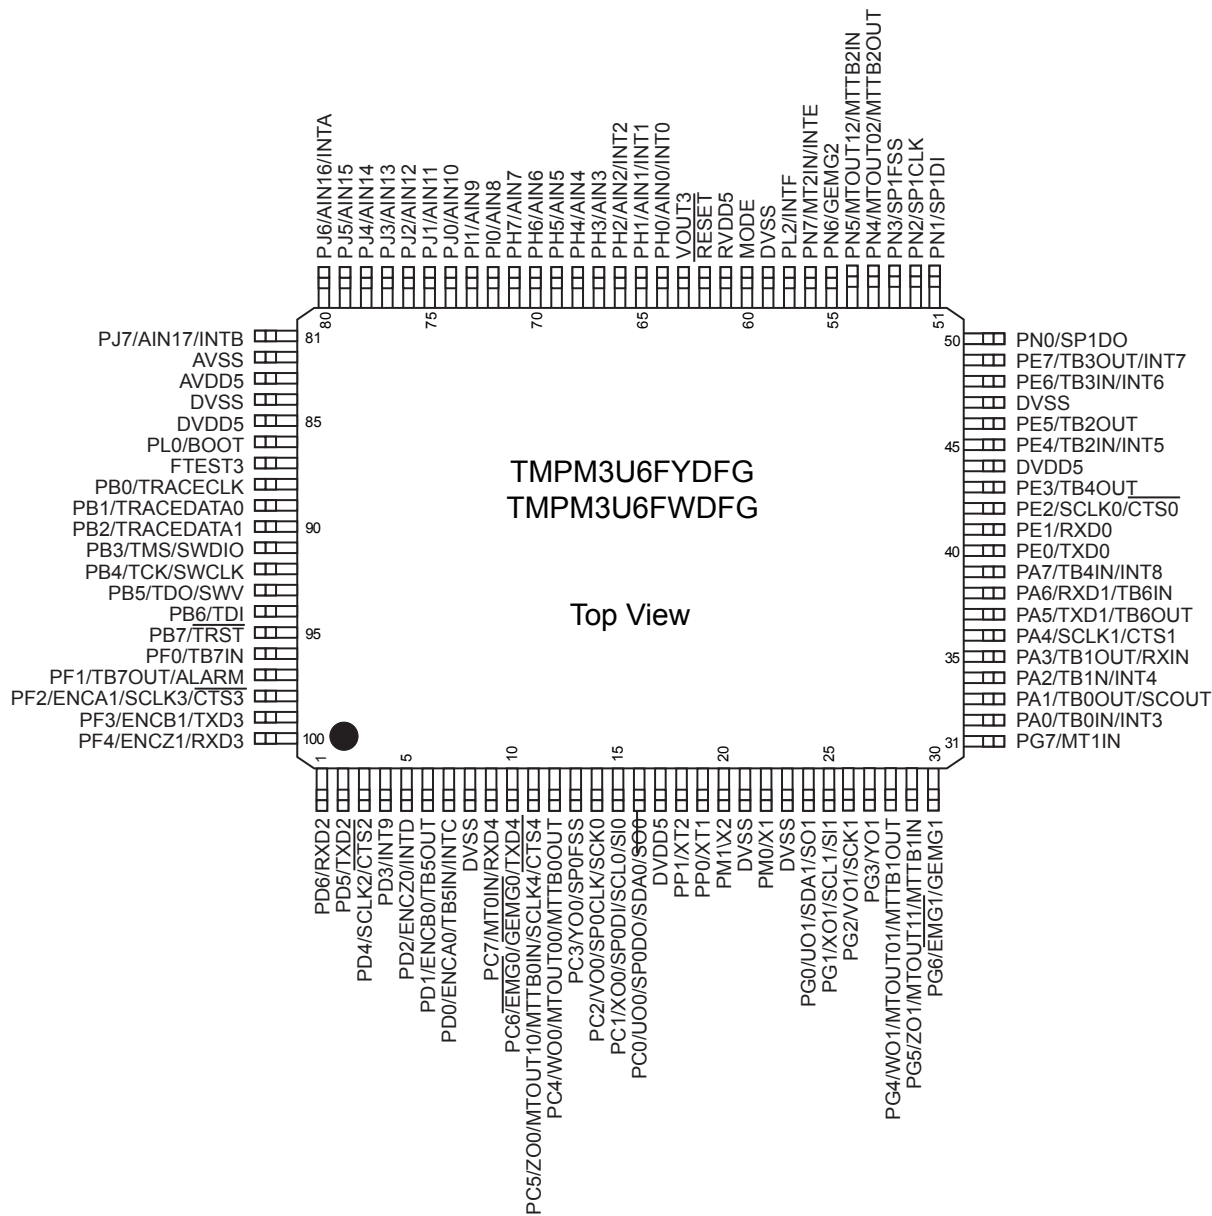 PJ6/AIN16/INTA
PJ5/AIN15
PJ4/AIN14
PJ3/AIN13
PJ2/AIN12
PJ1/AIN11
PJ0/AIN10
PI1/AIN9
PI0/AIN8
PH7/AIN7
PH6/AIN6
PH5/AIN5
PH4/AIN4
PH3/AIN3
PH2/AIN2/INT2
PH1/AIN1/INT1
PH0/AIN0/INT0
VOUT3
RESET
RVDD5
MODE
DVSS
PL2/INTF
PN7/MT2IN/INTE
PN6/GEMG2
PN5/MTOUT12/MTTB2IN
PN4/MTOUT02/MTTB2OUT
PN3/SP1FSS
PN2/SP1CLK
PN1/SP1DI
80
75
70
65
60
55
51
PJ7/AIN17/INTB
AVSS
AVDD5
DVSS
DVDD5
PL0/BOOT
FTEST3
PB0/TRACECLK
PB1/TRACEDATA0
PB2/TRACEDATA1
PB3/TMS/SWDIO
PB4/TCK/SWCLK
PB5/TDO/SWV
PB6/TDI
PB7/TRST
PF0/TB7IN
PF1/TB7OUT/ALARM
PF2/ENCA1/SCLK3/CTS3
PF3/ENCB1/TXD3
PF4/ENCZ1/RXD3
81
85
90
95
100
TMPM3U6FYDFG
TMPM3U6FWDFG
Top View
50
45
40
35
31
PN0/SP1DO
PE7/TB3OUT/INT7
PE6/TB3IN/INT6
DVSS
PE5/TB2OUT
PE4/TB2IN/INT5
DVDD5
PE3/TB4OUT
PE2/SCLK0/CTS0
PE1/RXD0
PE0/TXD0
PA7/TB4IN/INT8
PA6/RXD1/TB6IN
PA5/TXD1/TB6OUT
PA4/SCLK1/CTS1
PA3/TB1OUT/RXIN
PA2/TB1N/INT4
PA1/TB0OUT/SCOUT
PA0/TB0IN/INT3
PG7/MT1IN
1
5
10
15
20
25
30
PD6/RXD2
PD5/TXD2
PD4/SCLK2/CTS2
PD3/INT9
PD2/ENCZ0/INTD
PD1/ENCB0/TB5OUT
PD0/ENCA0/TB5IN/INTC
DVSS
PC7/MT0IN/RXD4
PC6/EMG0/GEMG0/TXD4
PC5/ZO0/MTOUT10/MTTB0IN/SCLK4/CTS4
PC4/WO0/MTOUT00/MTTB0OUT
PC3/YO0/SP0FSS
PC2/VO0/SP0CLK/SCK0
PC1/XO0/SP0DI/SCL0/SI0
PC0/UO0/SP0DO/SDA0/SO0
DVDD5
PP1/XT2
PP0/XT1
PM1\X2
DVSS
PM0/X1
DVSS
PG0/UO1/SDA1/SO1
PG1/XO1/SCL1/SI1
PG2/VO1/SCK1
PG3/YO1
PG4/WO1/MTOUT01/MTTB1OUT
PG5/ZO1/MTOUT11/MTTB1IN
PG6/EMG1/GEMG1